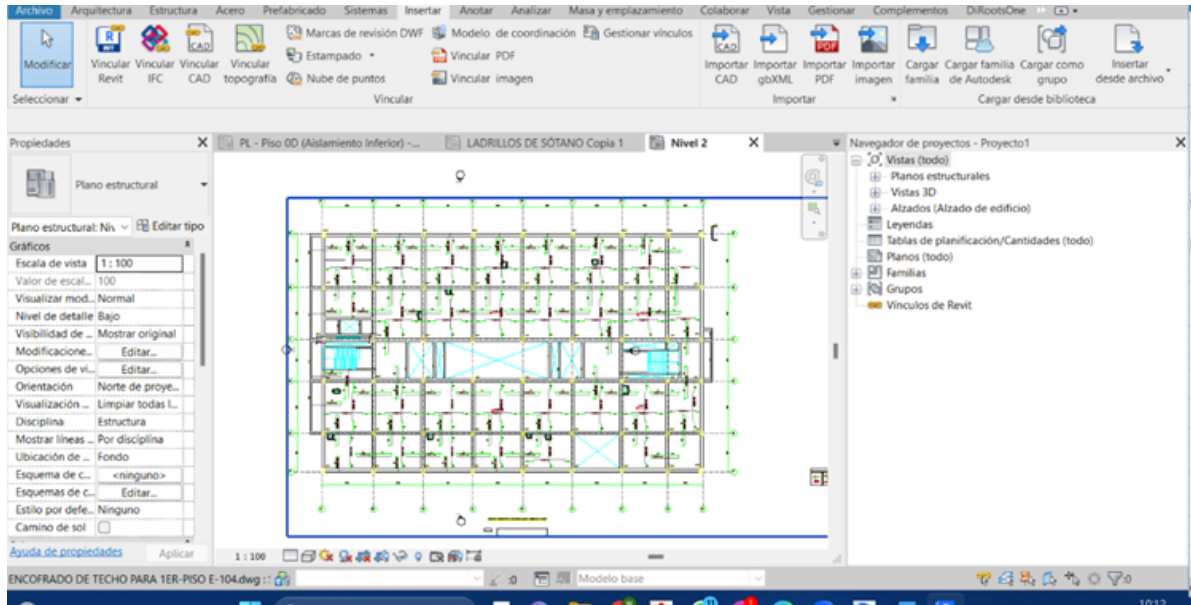 Archivo Arquitectura Estructura Acero Prefabricado Sistemas Insertar Anotar Analizar Masa y emplazamiento Colaborar Vista Gestionar Complementos DiRootsOne
Modificar
Vincular Revit
Vincular IFC
Vincular CAD
Vincular topografía
Marcas de revisión DWF
Estampado
Nube de puntos
Modelo de coordinación
Vincular PDF
Vincular imagen
Gestionar vínculos
Importar CAD
Importar gbXML
Importar PDF
Importar imagen
Cargar familia
Cargar familia de Autodesk
Cargar como grupo
Insertar desde archivo
Seleccionar
Vincular
Importar
Cargar desde biblioteca
Propiedades
PL - Piso 0D (Aislamiento Inferior) -...
LADRILLOS DE SÓTANO Copia 1
Nivel 2
Navegador de proyectos - Proyecto1
Plano estructural
Plano estructural: Niv
Editar tipo
Gráficos
Escala de vista 1 : 100
Valor de escal... 100
Visualizar mod... Normal
Nivel de detalle Bajo
Visibilidad de ... Mostrar original
Modificacione... Editar...
Opciones de vi... Editar...
Orientación Norte de proye...
Visualización ... Limpiar todas l...
Disciplina Estructura
Mostrar líneas ... Por disciplina
Ubicación de ... Fondo
Esquema de c... <ninguno>
Esquemas de c... Editar...
Estilo por defe... Ninguno
Camino de sol
Ayuda de propiedades
Aplicar
Vistas (todo)
Planos estructurales
Vistas 3D
Alzados (Alzado de edificio)
Leyendas
Tablas de planificación/Cantidades (todo)
Planos (todo)
Familias
Grupos
Vínculos de Revit
1 : 100
ENCOFRADO DE TECHO PARA 1ER-PISO E-104.dwg : :
:0
Modelo base
:0
10:12